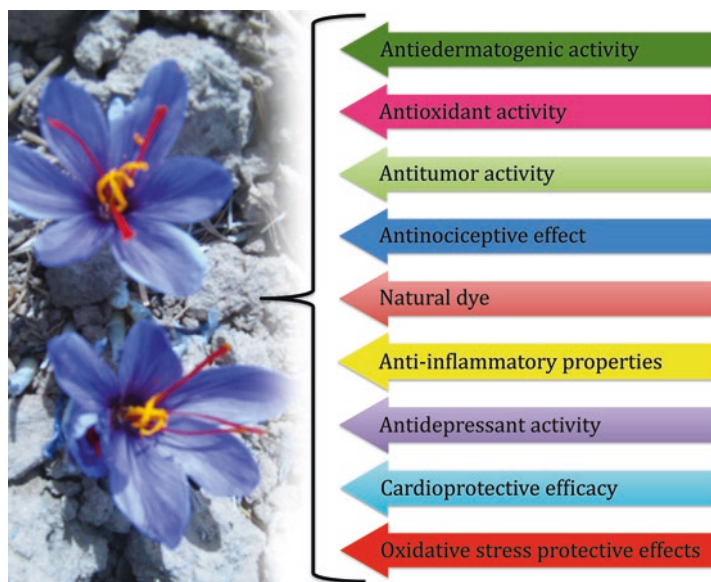 Antiedermatogenic activity
Antioxidant activity
Antitumor activity
Antinociceptive effect
Natural dye
Anti-inflammatory properties
Antidepressant activity
Cardioprotective efficacy
Oxidative stress protective effects